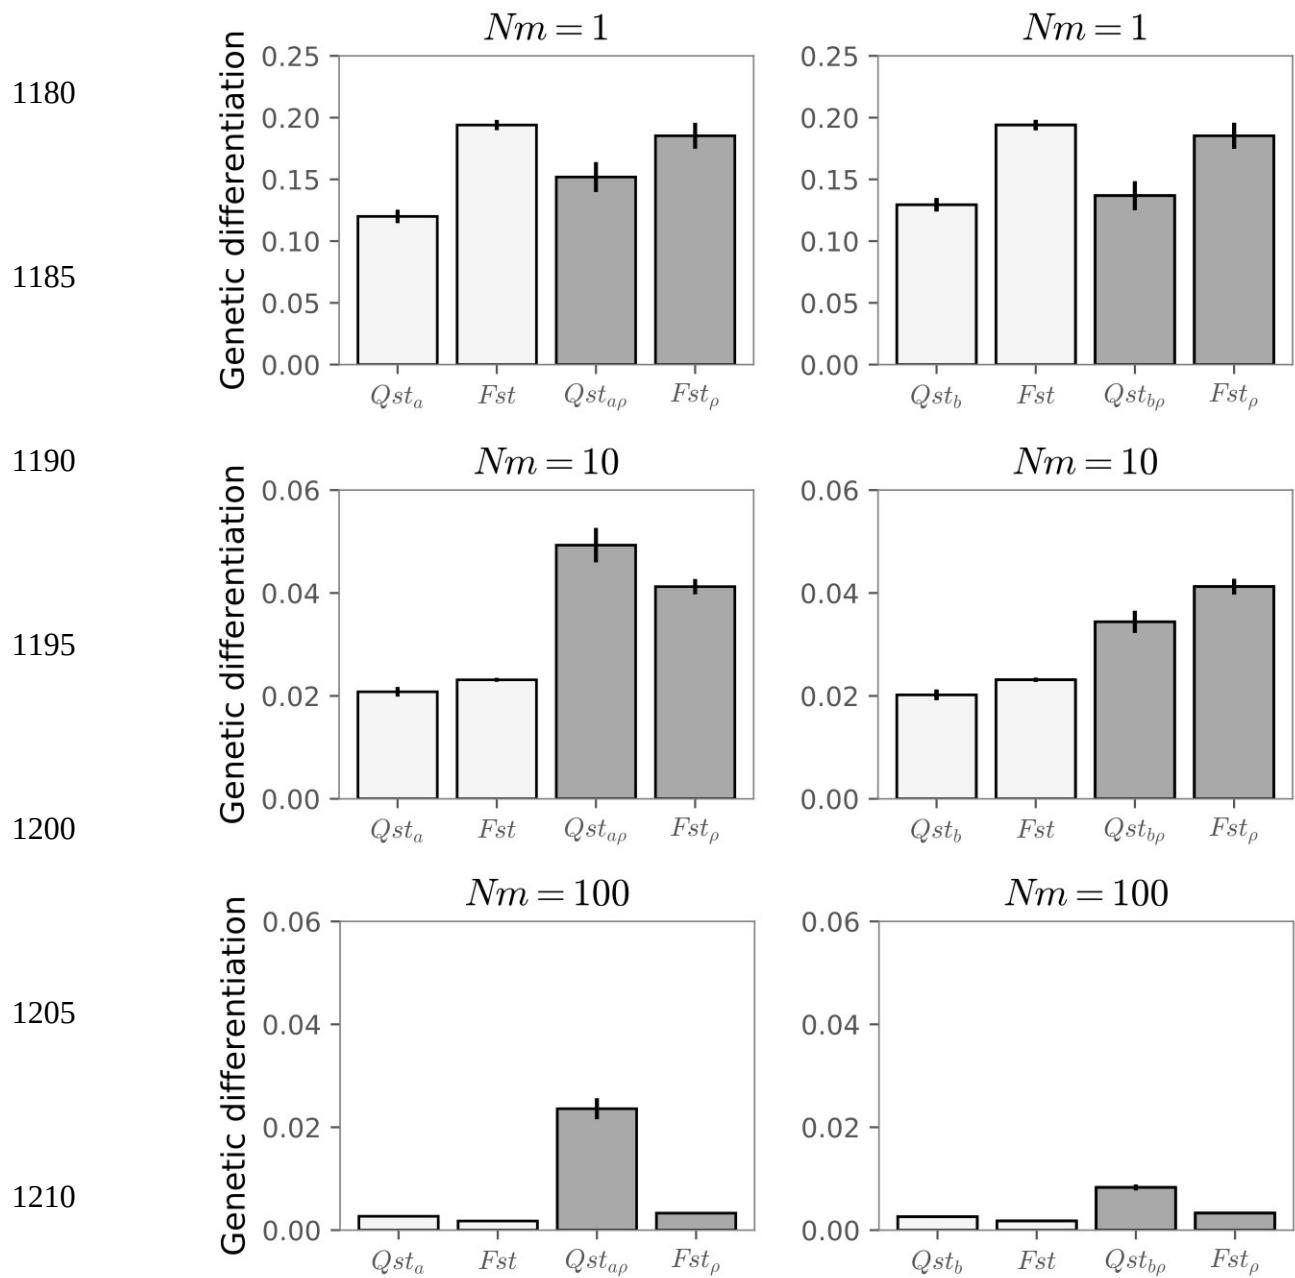 Nm = 1
Nm = 1
1180
1185
1190
1195
1200
1205
1210
Genetic differentiation
0.25
0.20
0.15
0.10
0.05
0.00
Qst_a Fst Qst_aρ Fst_ρ
0.25
0.20
0.15
0.10
0.05
0.00
Qst_b Fst Qst_bρ Fst_ρ
Nm = 10
Genetic differentiation
0.06
0.04
0.02
0.00
Qst_a Fst Qst_aρ Fst_ρ
Nm = 10
0.06
0.04
0.02
0.00
Qst_b Fst Qst_bρ Fst_ρ
Nm = 100
Genetic differentiation
0.06
0.04
0.02
0.00
Qst_a Fst Qst_aρ Fst_ρ
Nm = 100
0.06
0.04
0.02
0.00
Qst_b Fst Qst_bρ Fst_ρ